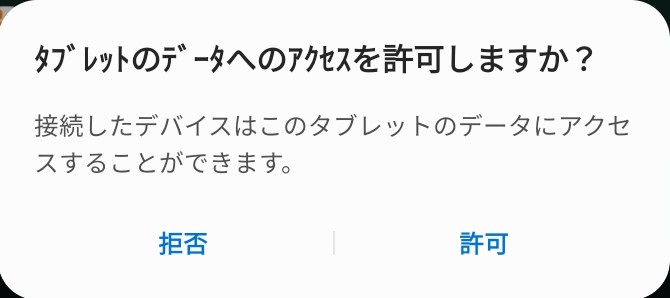 ﾀﾌﾞﾚｯﾄのﾃﾞｰﾀへのｱｸｾｽを許可しますか？
接続したデバイスはこのタブレットのデータにアクセ
スすることができます。
拒否
許可